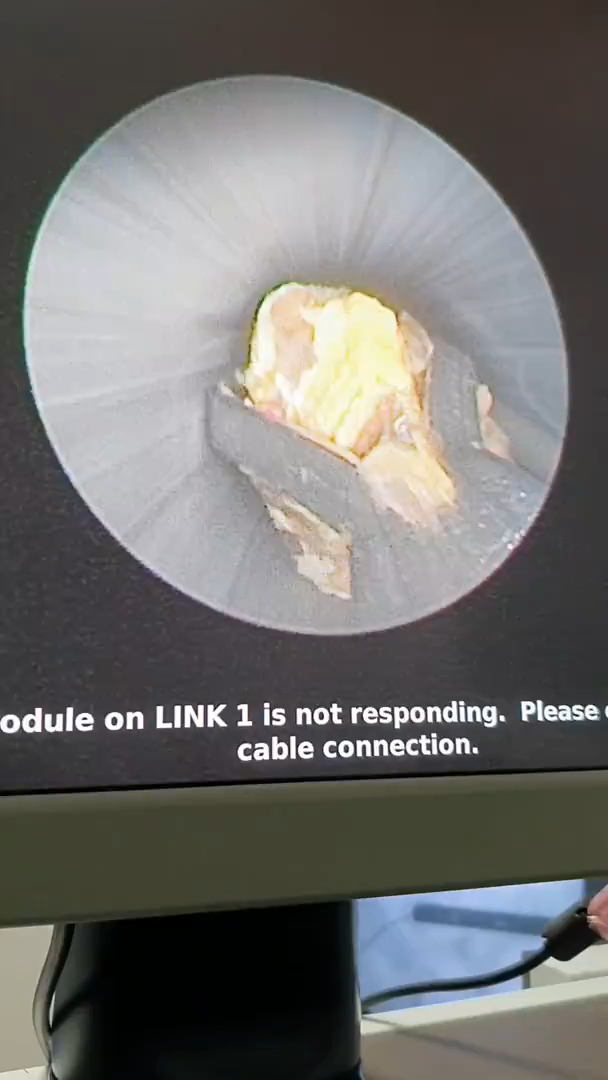 odule on LINK 1 is not responding. Please
cable connection.